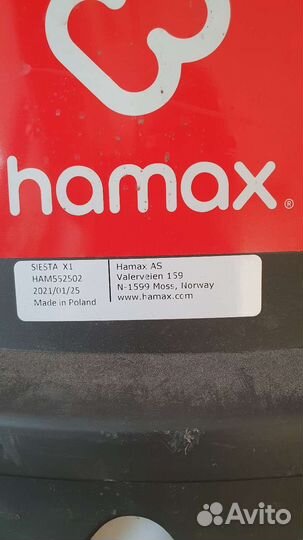 hamax®
SIESTA X1
HAM552502
2021/01/25
Made in Poland
Hamax AS
Valerveien 159
N-1599 Moss, Norway
www.hamax.com
Avito